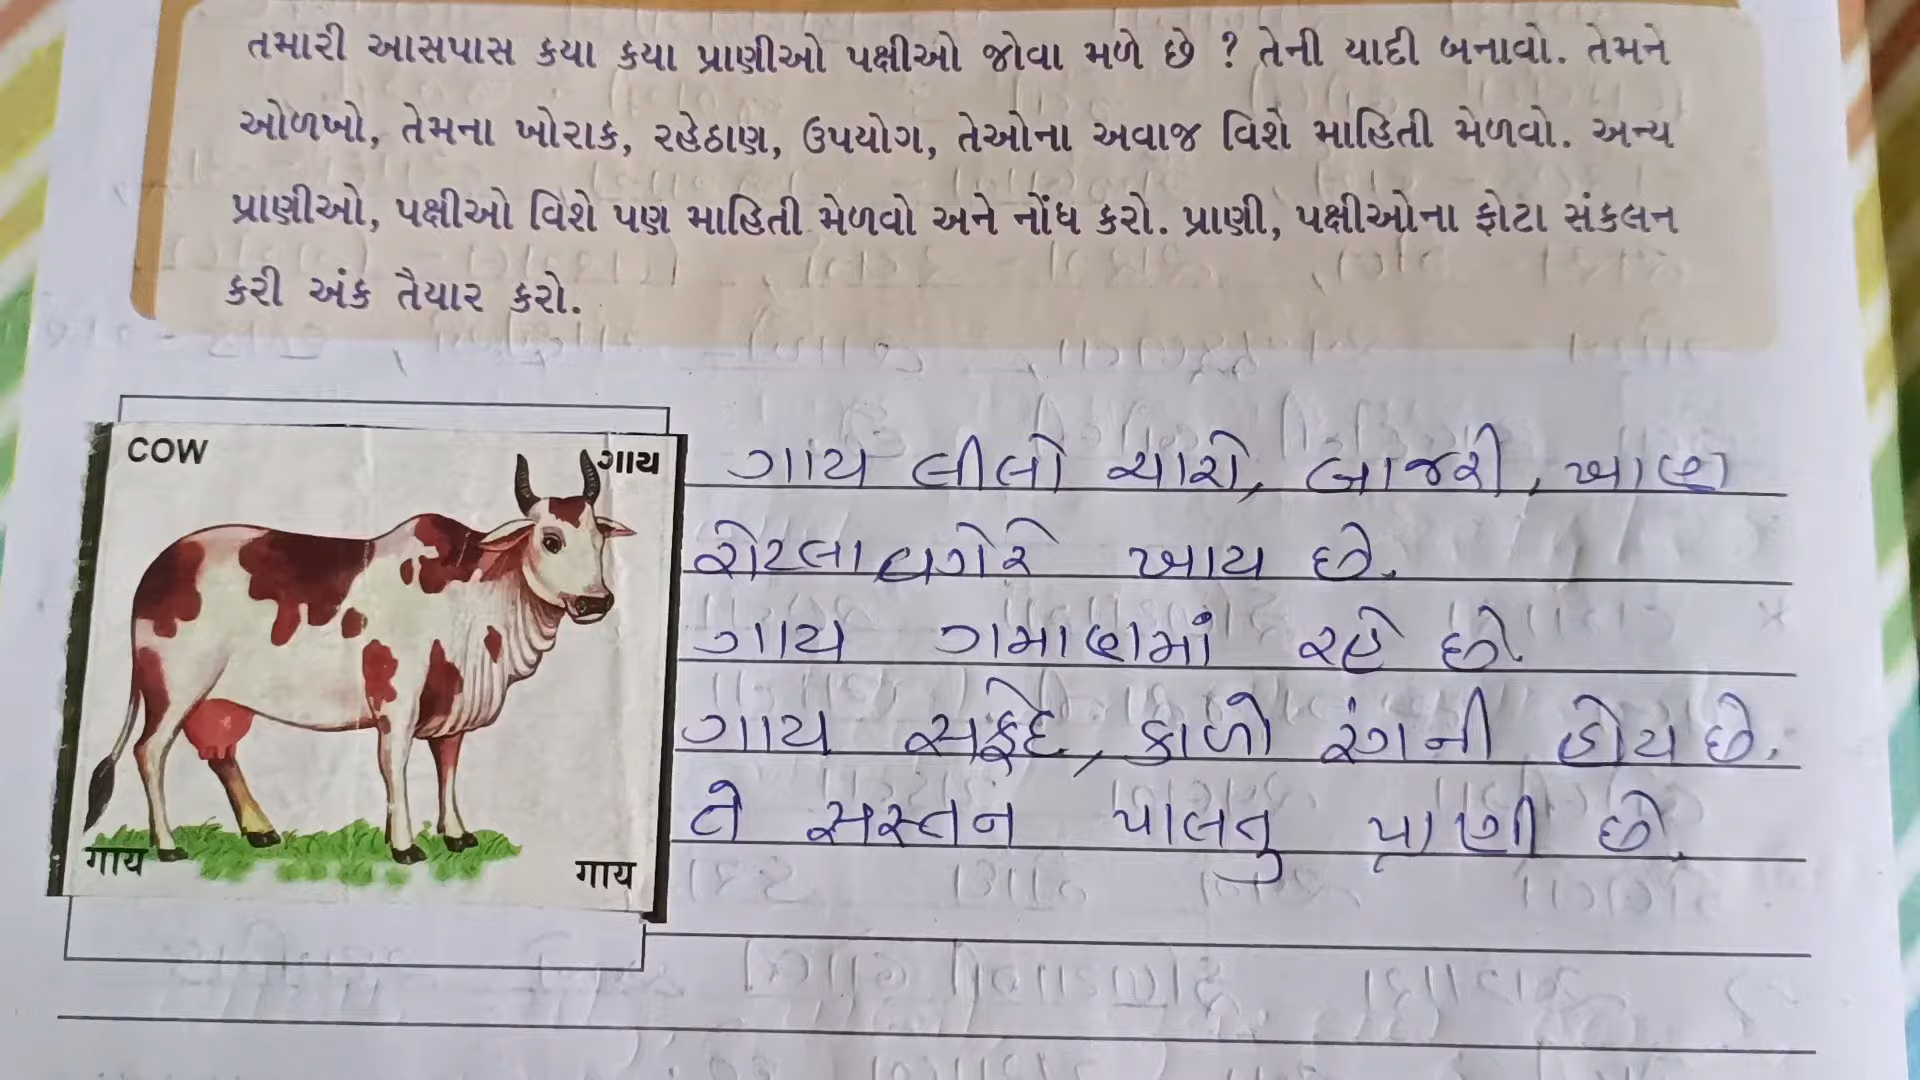 તમારી આસપાસ કયા કયા પ્રાણીઓ પક્ષીઓ જોવા મળે છે ? તેની યાદી બનાવો. તેમને
ઓળખો, તેમના ખોરાક, રહેઠાણ, ઉપયોગ, તેઓના અવાજ વિશે માહિતી મેળવો. અન્ય
પ્રાણીઓ, પક્ષીઓ વિશે પણ માહિતી મેળવો અને નોંધ કરો. પ્રાણી, પક્ષીઓના ફોટા સંકલન
કરી અંક તૈયાર કરો.
COW ગાય
ગાય લીલો ચારો, બાજરી, ખાણ
રોટલા વગેરે ખાય છે.
ગાય ગમાણમાં રહે છે.
ગાય સફેદ, કાળો રંગની હોય છે.
તે સસ્તન પાલતુ પ્રાણી છે.
गाय गाय